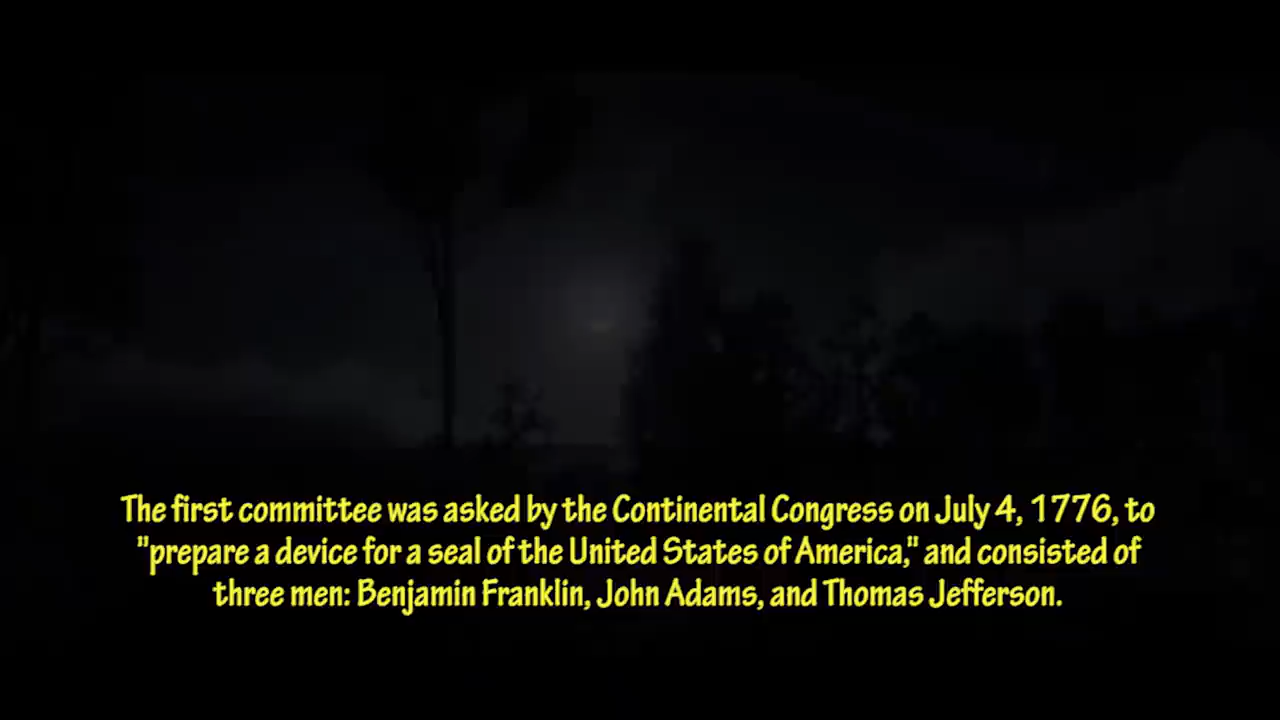 The first committee was asked by the Continental Congress on July 4, 1776, to
"prepare a device for a seal of the United States of America," and consisted of
three men: Benjamin Franklin, John Adams, and Thomas Jefferson.